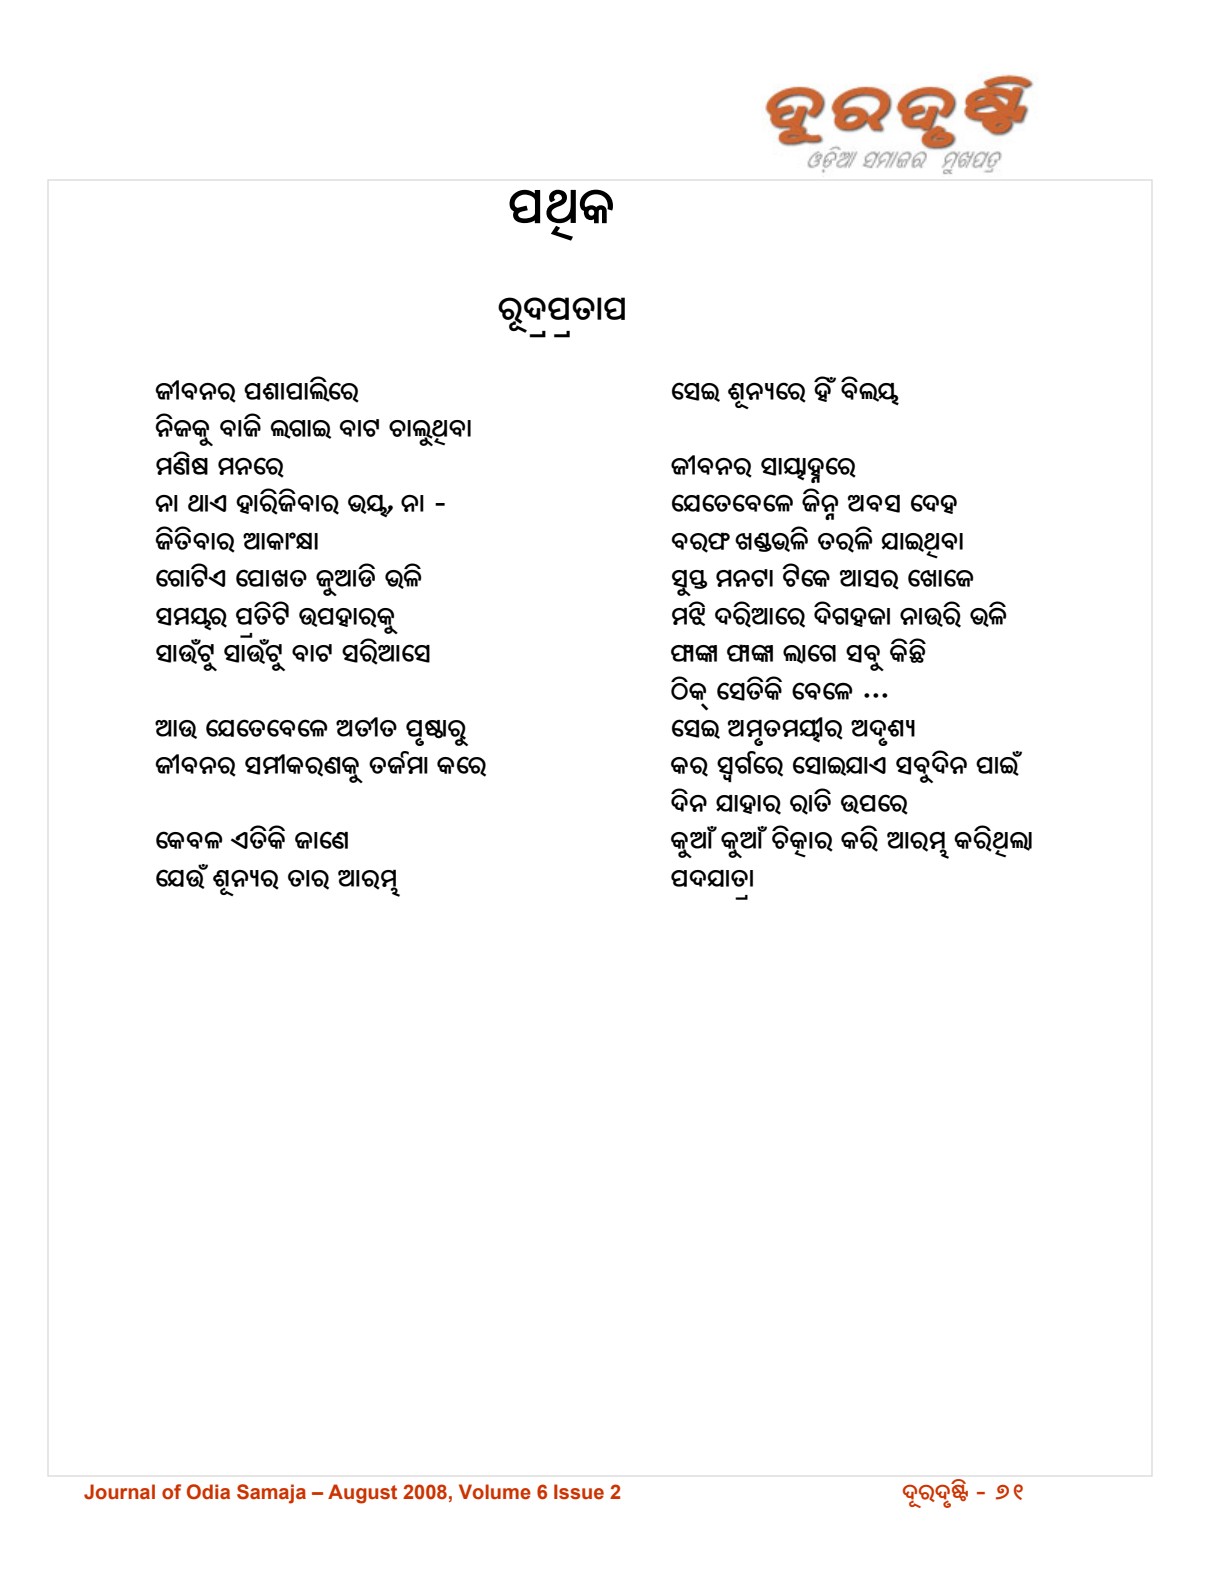 ଦୂରଦୃଷ୍ଟି
ଓଡ଼ିଆ ସମାଜର ମୁଖପତ୍ର
ପଥିକ
ରୂଦ୍ରପ୍ରତାପ
ଜୀବନର ପଶାପାଲିରେ
ନିଜକୁ ବାଜି ଲଗାଇ ବାଟ ଚାଲୁଥିବା
ମଣିଷ ମନରେ
ନା ଥାଏ ହାରିଜିବାର ଭୟ, ନା -
ଜିତିବାର ଆକାଂକ୍ଷା
ଗୋଟିଏ ପୋଖତ ଜୁଆଡି ଭଳି
ସମୟର ପ୍ରତିଟି ଉପହାରକୁ
ସାଉଁଟୁ ସାଉଁଟୁ ବାଟ ସରିଆସେ
ଆଉ ଯେତେବେଳେ ଅତୀତ ପୃଷ୍ଠାରୁ
ଜୀବନର ସମୀକରଣକୁ ତର୍ଜମା କରେ
କେବଳ ଏତିକି ଜାଣେ
ଯେଉଁ ଶୂନ୍ୟର ତାର ଆରମ୍ଭ
ସେଇ ଶୂନ୍ୟରେ ହିଁ ବିଲୟ
ଜୀବନର ସାୟାହ୍ନରେ
ଯେତେବେଳେ ଜିନ୍ନ ଅବସ ଦେହ
ବରଫ ଖଣ୍ଡଭଳି ତରଳି ଯାଇଥିବା
ସୁପ୍ତ ମନଟା ଟିକେ ଆସର ଖୋଜେ
ମଝି ଦରିଆରେ ଦିଗହଜା ନାଉରି ଭଳି
ଫାଙ୍କା ଫାଙ୍କା ଲାଗେ ସବୁ କିଛି
ଠିକ୍ ସେତିକି ବେଳେ ...
ସେଇ ଅମୃତମୟୀର ଅଦୃଶ୍ୟ
କର ସ୍ୱର୍ଗରେ ସୋଇଯାଏ ସବୁଦିନ ପାଇଁ
ଦିନ ଯାହାର ରାତି ଉପରେ
କୁଆଁ କୁଆଁ ଚିତ୍କାର କରି ଆରମ୍ଭ କରିଥିଲା
ପଦଯାତ୍ରା
Journal of Odia Samaja – August 2008, Volume 6 Issue 2
ଦୂରଦୃଷ୍ଟି - ୭୧